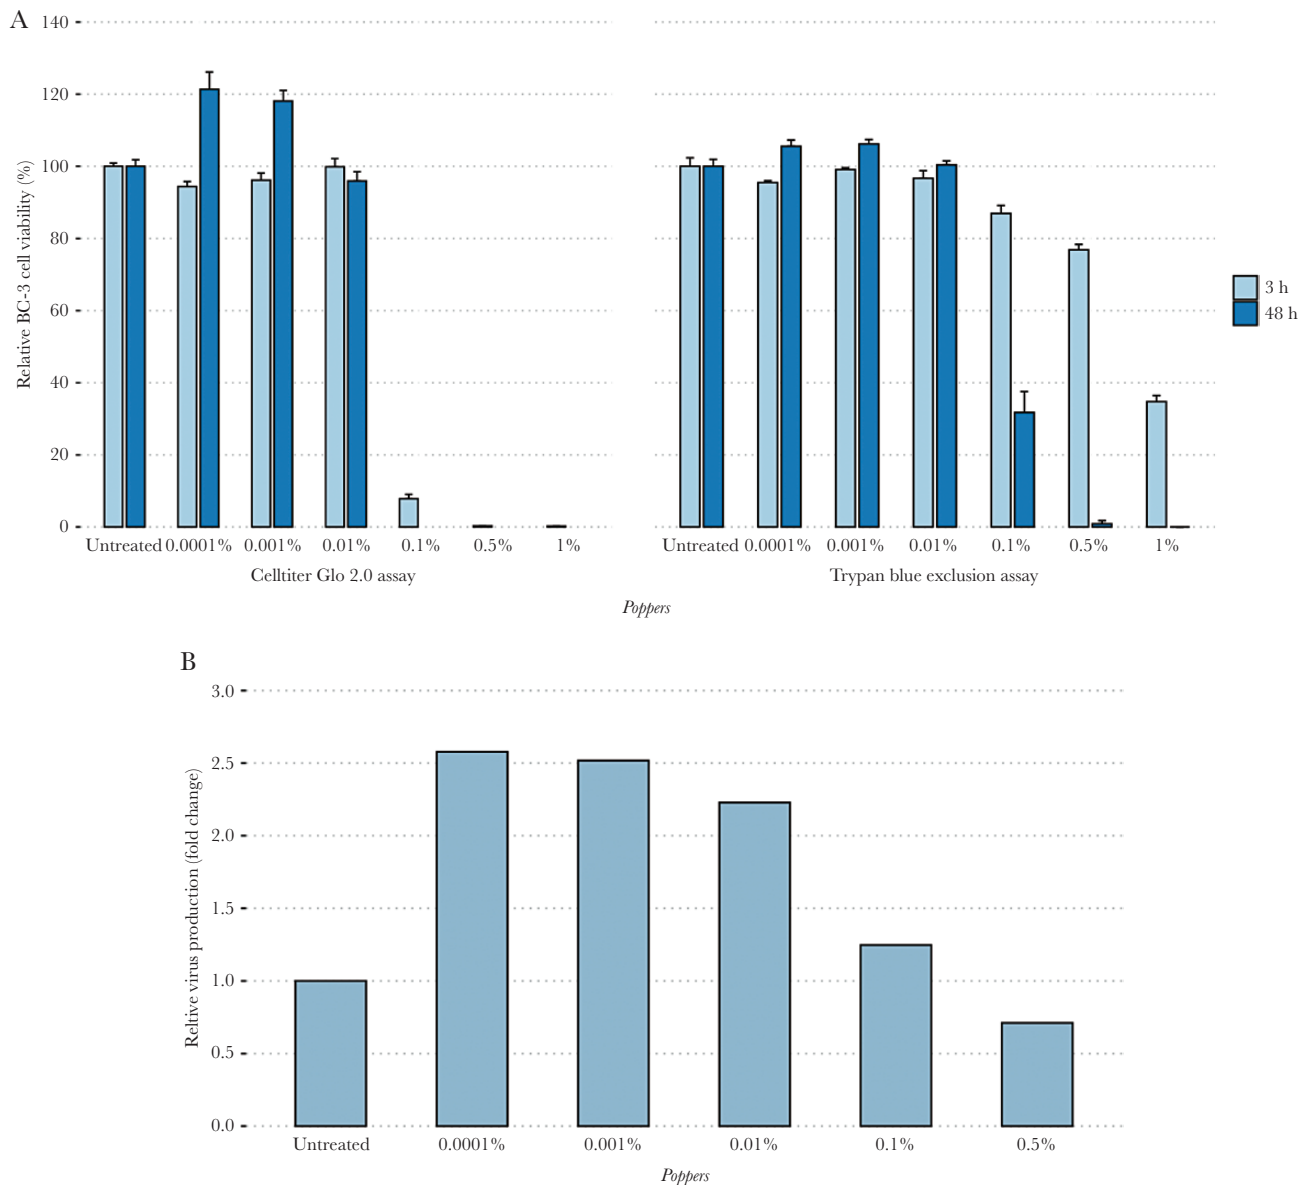 A
140
120
100
80
60
40
20
0
Relative BC-3 cell viability (%)
Untreated 0.0001% 0.001% 0.01% 0.1% 0.5% 1%
Celltiter Glo 2.0 assay
Untreated 0.0001% 0.001% 0.01% 0.1% 0.5% 1%
Trypan blue exclusion assay
Poppers
3 h
48 h
B
3.0
2.5
2.0
1.5
1.0
0.5
0.0
Reltive virus production (fold change)
Untreated 0.0001% 0.001% 0.01% 0.1% 0.5%
Poppers